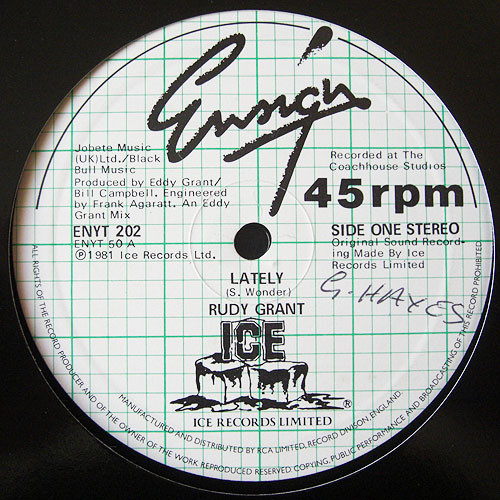 Ensign
Jobete Music
(UK)Ltd./Black
Bull Music
Produced by Eddy Grant/
Bill Campbell. Engineered
by Frank Agaratt. An Eddy
Grant Mix
ENYT 202
ENYT 50 A
℗1981 Ice Records Ltd.
Recorded at The
Coachhouse Studios
45rpm
SIDE ONE STEREO
Original Sound Record-
ing Made By Ice
Records Limited
G. HAYES
LATELY
(S. Wonder)
RUDY GRANT
ICE
®
ICE RECORDS LIMITED
MANUFACTURED AND DISTRIBUTED BY RCA LIMITED, RECORD DIVISON, ENGLAND.
ALL RIGHTS OF THE RECORD PRODUCER AND OF THE OWNER OF THE WORK REPRODUCED RESERVED COPYING, PUBLIC PERFORMANCE AND BROADCASTING OF THIS RECORD PROHIBITED